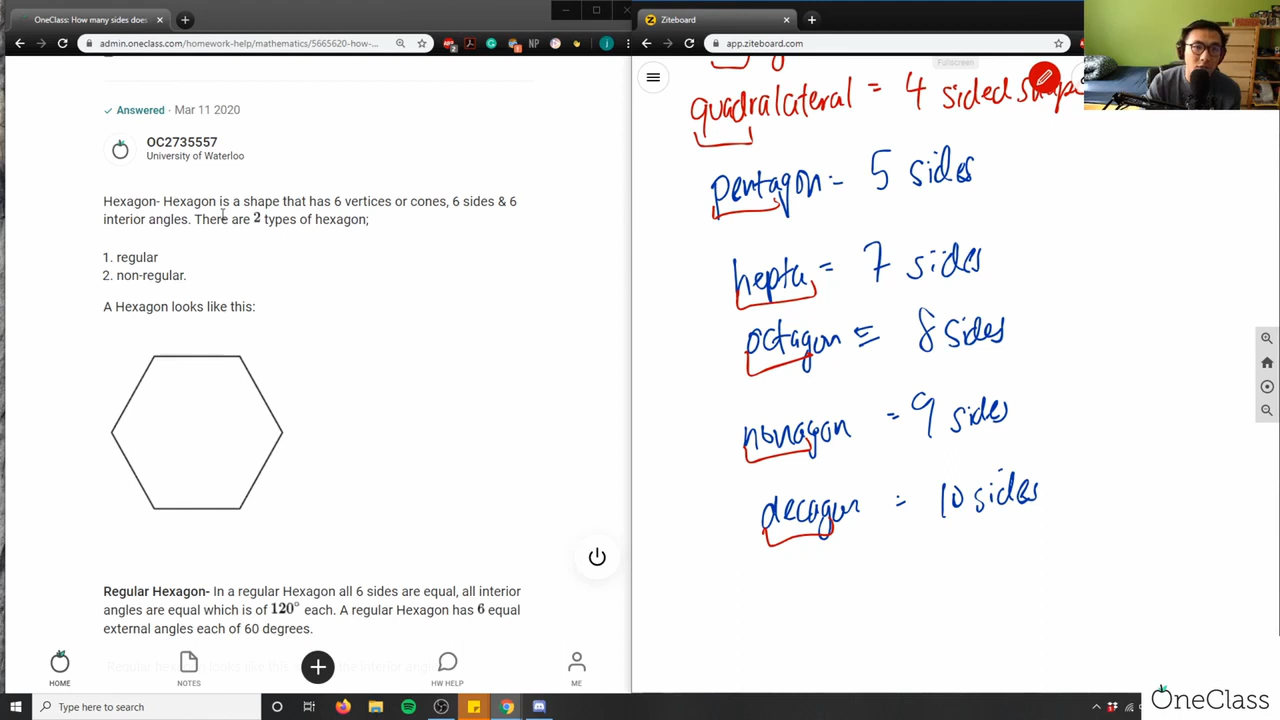 OneClass: How many sides does
Ziteboard
admin.oneclass.com/homework-help/mathematics/5665620-how-...
app.ziteboard.com
Fullscreen
Answered - Mar 11 2020
OC2735557
University of Waterloo
Hexagon- Hexagon is a shape that has 6 vertices or cones, 6 sides & 6
interior angles. There are 2 types of hexagon;
1. regular
2. non-regular.
A Hexagon looks like this:
Regular Hexagon- In a regular Hexagon all 6 sides are equal, all interior
angles are equal which is of 120° each. A regular Hexagon has 6 equal
external angles each of 60 degrees.
HOME
NOTES
HW HELP
ME
quadralateral = 4 sided shape
pentagon = 5 sides
hepta = 7 sides
octagon = 8 sides
nonagon = 9 sides
decagon = 10 sides
Type here to search
OneClass